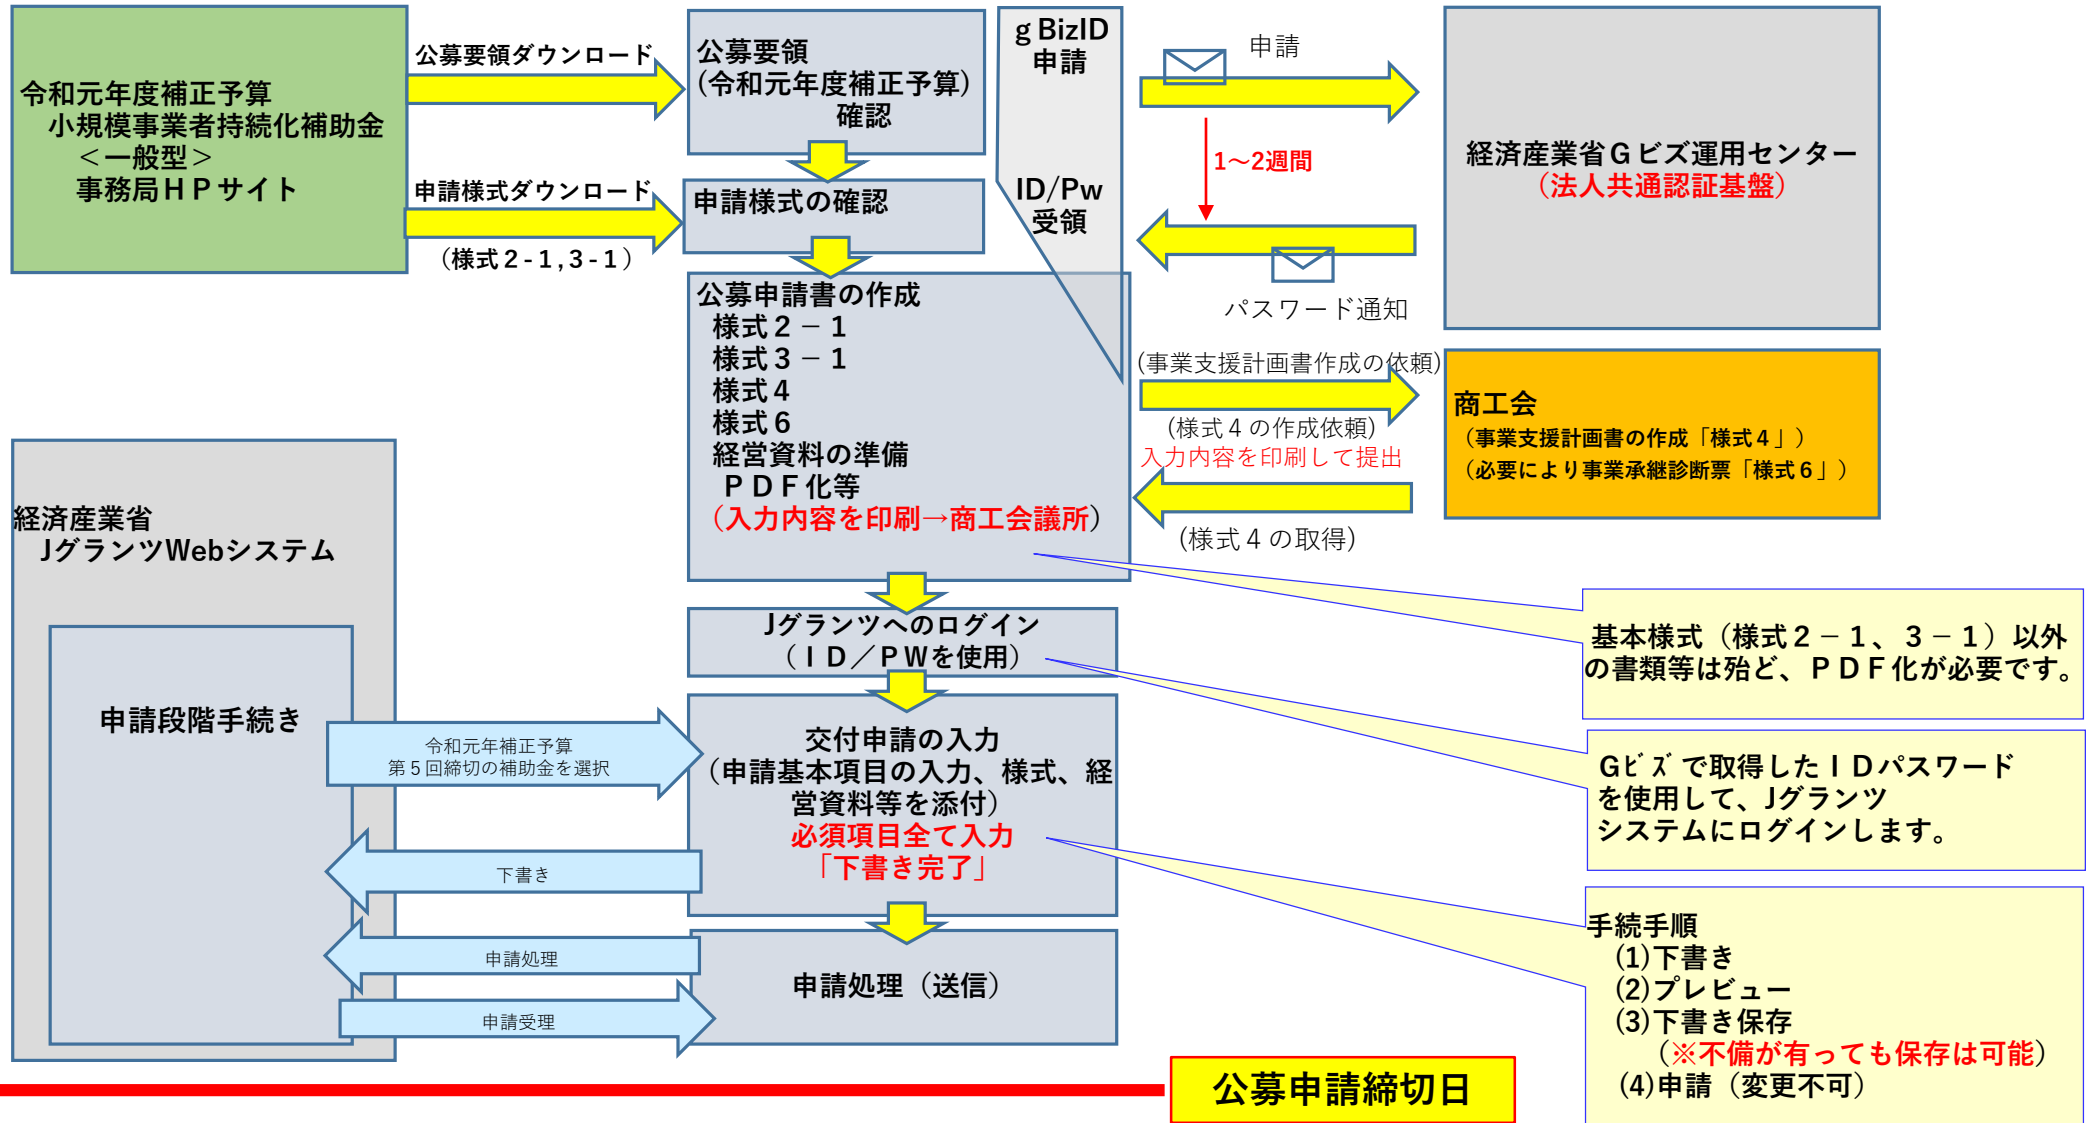 令和元年度補正予算
小規模事業者持続化補助金
＜一般型＞
事務局ＨＰサイト
公募要領ダウンロード
申請様式ダウンロード
(様式２-１,３-１)
公募要領
(令和元年度補正予算)
確認
申請様式の確認
公募申請書の作成
様式２－１
様式３－１
様式４
様式６
経営資料の準備
ＰＤＦ化等
（入力内容を印刷→商工会議所）
g BizID
申請
ID/Pw
受領
申請
1～2週間
パスワード通知
経済産業省Ｇビズ運用センター
（法人共通認証基盤）
(事業支援計画書作成の依頼)
(様式４の作成依頼)
入力内容を印刷して提出
(様式４の取得)
商工会
（事業支援計画書の作成「様式４」）
（必要により事業承継診断票「様式６」）
経済産業省
JグランツWebシステム
申請段階手続き
Jグランツへのログイン
（ＩＤ／ＰＷを使用）
令和元年補正予算
第５回締切の補助金を選択
下書き
申請処理
申請受理
交付申請の入力
（申請基本項目の入力、様式、経
営資料等を添付）
必須項目全て入力
「下書き完了」
申請処理（送信）
基本様式（様式２－１、３－１）以外
の書類等は殆ど、ＰＤＦ化が必要です。
Gﾋﾞｽﾞで取得したＩＤパスワード
を使用して、Jグランツ
システムにログインします。
手続手順
(1)下書き
(2)プレビュー
(3)下書き保存
（※不備が有っても保存は可能）
(4)申請（変更不可）
公募申請締切日